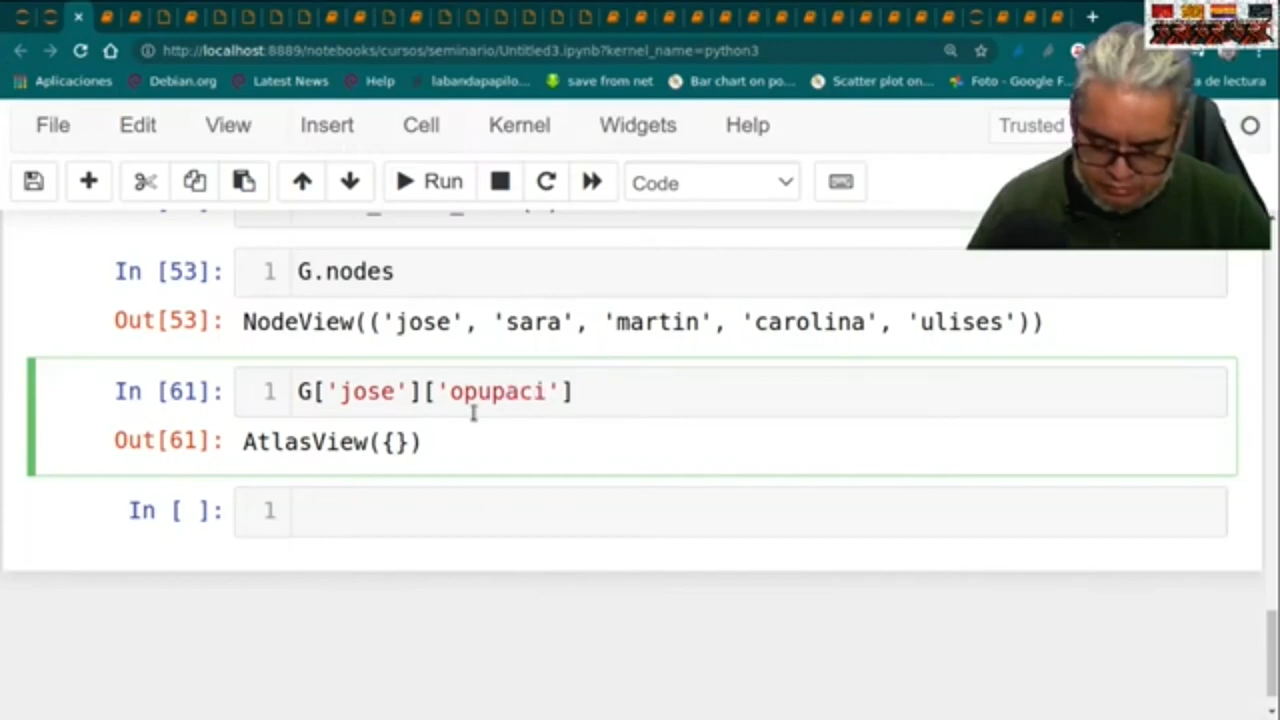 http://localhost:8889/notebooks/cursos/seminario/Untitled3.ipynb?kernel_name=python3
Aplicaciones Debian.org Latest News Help labandapapilo... save from net Bar chart on po... Scatter plot on... Foto - Google F... a de lectura
File Edit View Insert Cell Kernel Widgets Help Trusted
Run Code
In [53]: 1 G.nodes
Out[53]: NodeView(('jose', 'sara', 'martin', 'carolina', 'ulises'))
In [61]: 1 G['jose']['opupaci']
Out[61]: AtlasView({})
In [ ]: 1